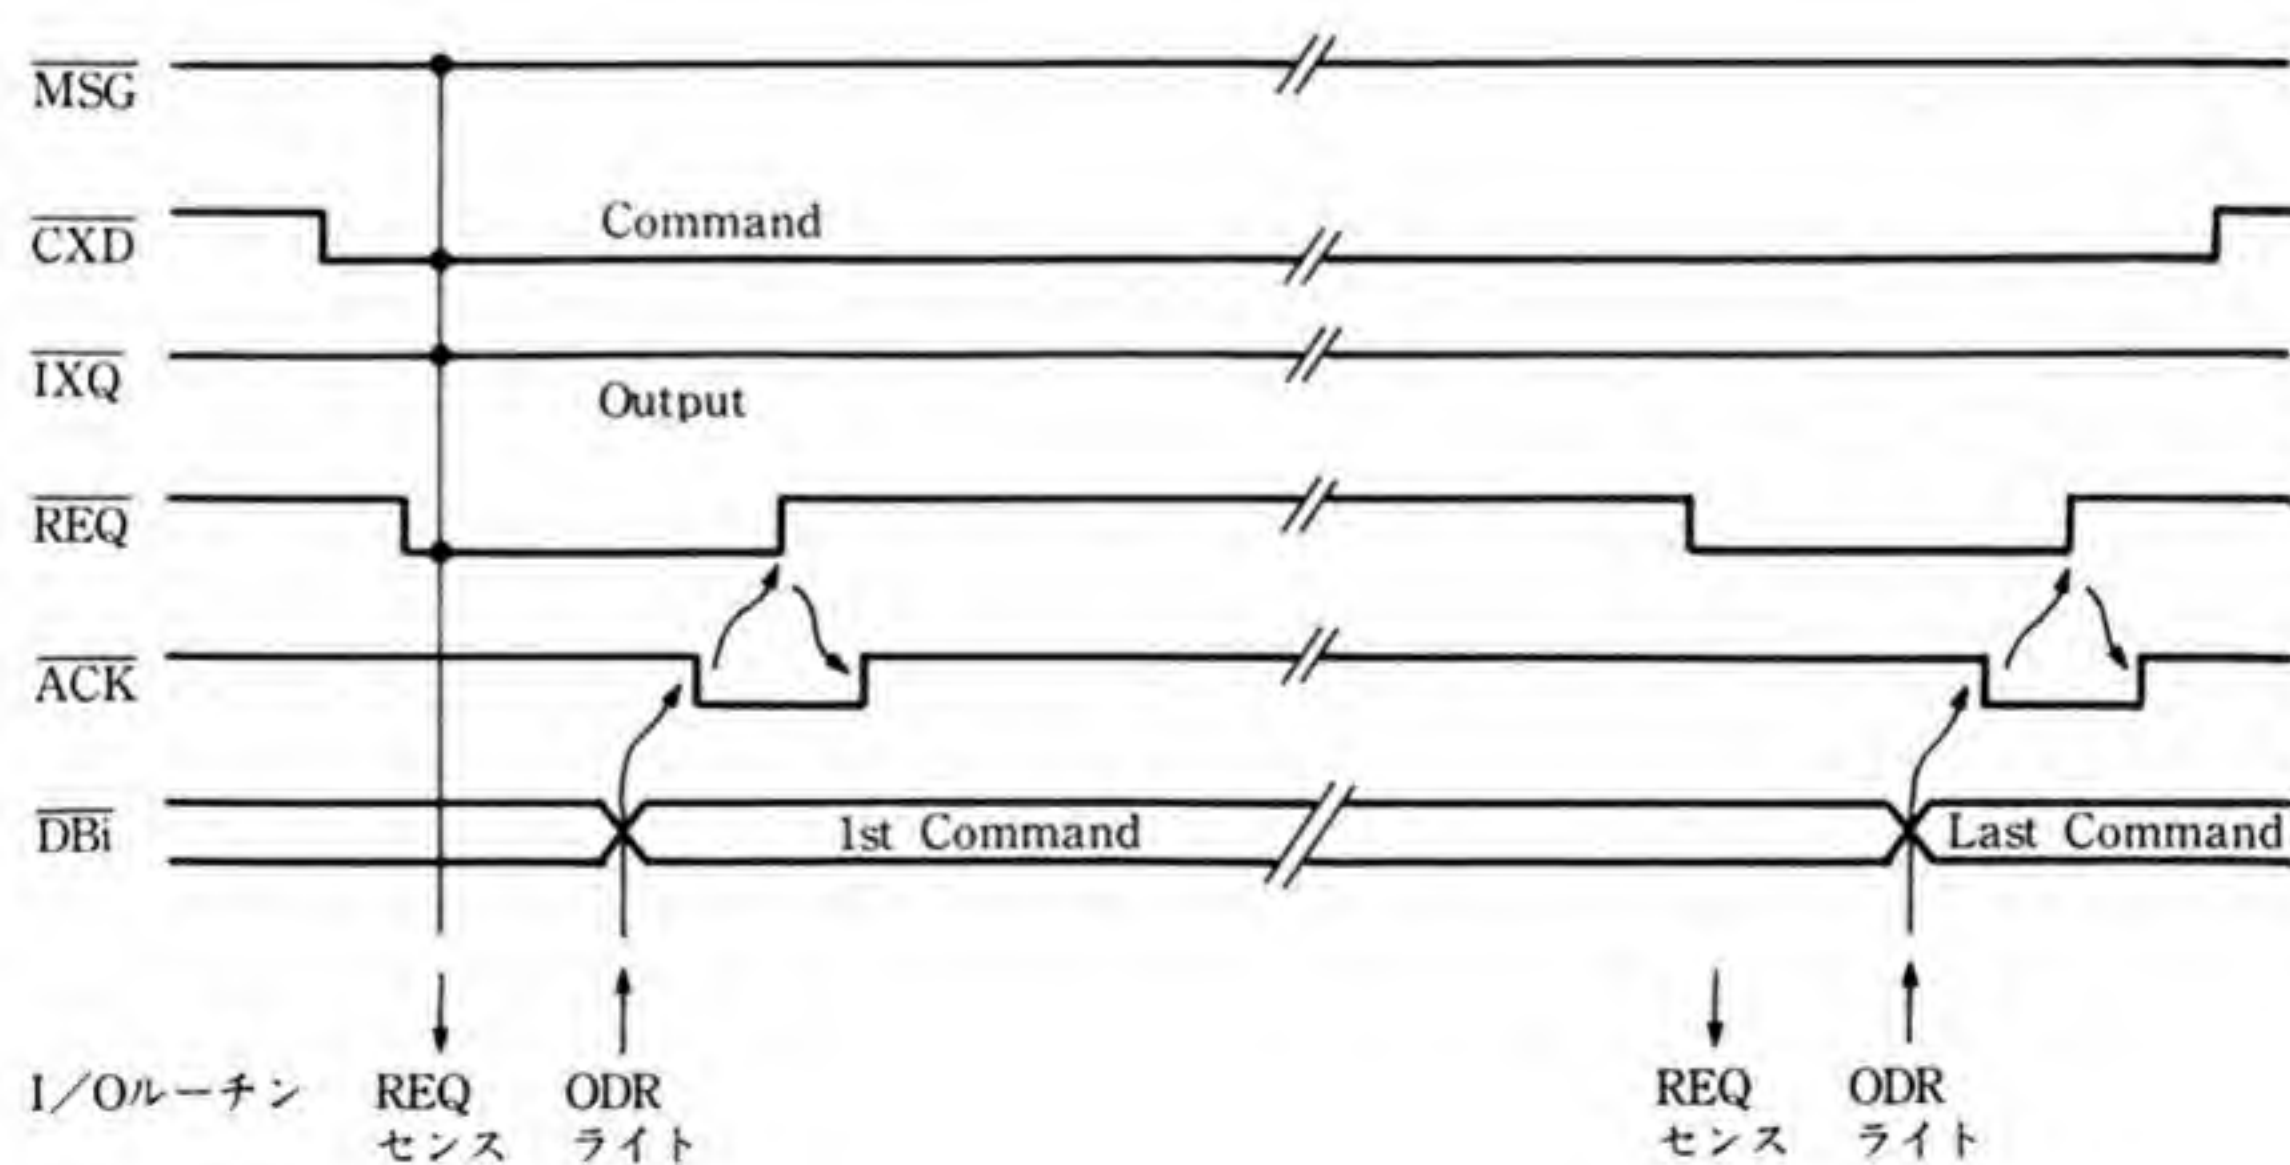 MSG
CXD
Command
IXQ
Output
REQ
ACK
DBi
1st Command
Last Command
I/Oルーチン
REQ
センス
ODR
ライト
REQ
センス
ODR
ライト